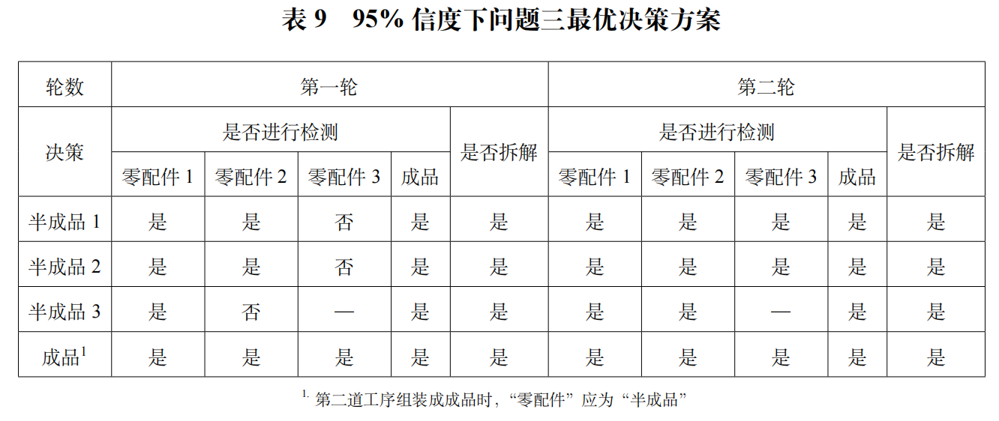 表 9 95% 信度下问题三最优决策方案
轮数 第一轮 第二轮
决策 是否进行检测 是否拆解 是否进行检测 是否拆解
零配件 1 零配件 2 零配件 3 成品 零配件 1 零配件 2 零配件 3 成品
半成品 1 是 是 否 是 是 是 是 是 是 是
半成品 2 是 是 否 是 是 是 是 是 是 是
半成品 3 是 否 — 是 是 是 是 — 是 是
成品1 是 是 是 是 是 是 是 是 是 是
1. 第二道工序组装成成品时，“零配件”应为“半成品”